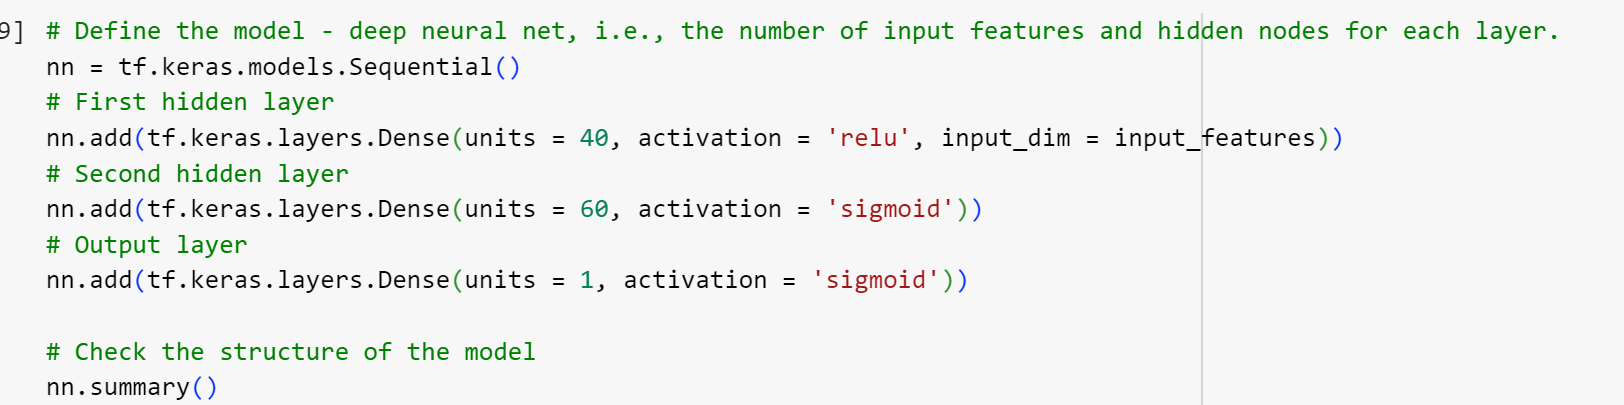 9] # Define the model - deep neural net, i.e., the number of input features and hidden nodes for each layer.
nn = tf.keras.models.Sequential()
# First hidden layer
nn.add(tf.keras.layers.Dense(units = 40, activation = 'relu', input_dim = input_features))
# Second hidden layer
nn.add(tf.keras.layers.Dense(units = 60, activation = 'sigmoid'))
# Output layer
nn.add(tf.keras.layers.Dense(units = 1, activation = 'sigmoid'))
# Check the structure of the model
nn.summary()